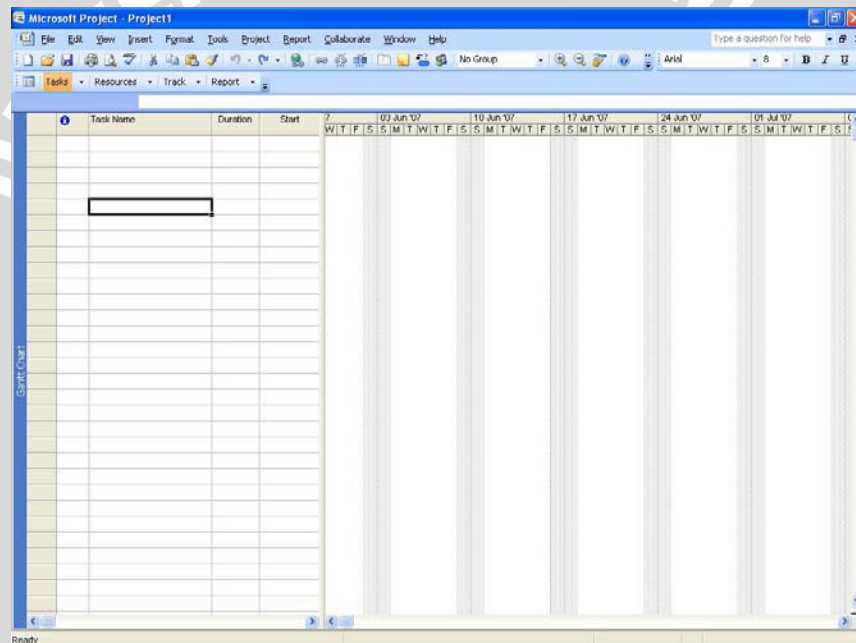 Microsoft Project - Project1
File Edit View Insert Format Tools Project Report Collaborate Window Help Type a question for help
No Group Arial 8 B I U
Tasks Resources Track Report
Task Name Duration Start 7 03 Jun '07 10 Jun '07 17 Jun '07 24 Jun '07 01 Jul '07
W T F S S M T W T F S S M T W T F S S M T W T F S S M T W T F S S M T W T F S
Gantt Chart
Ready